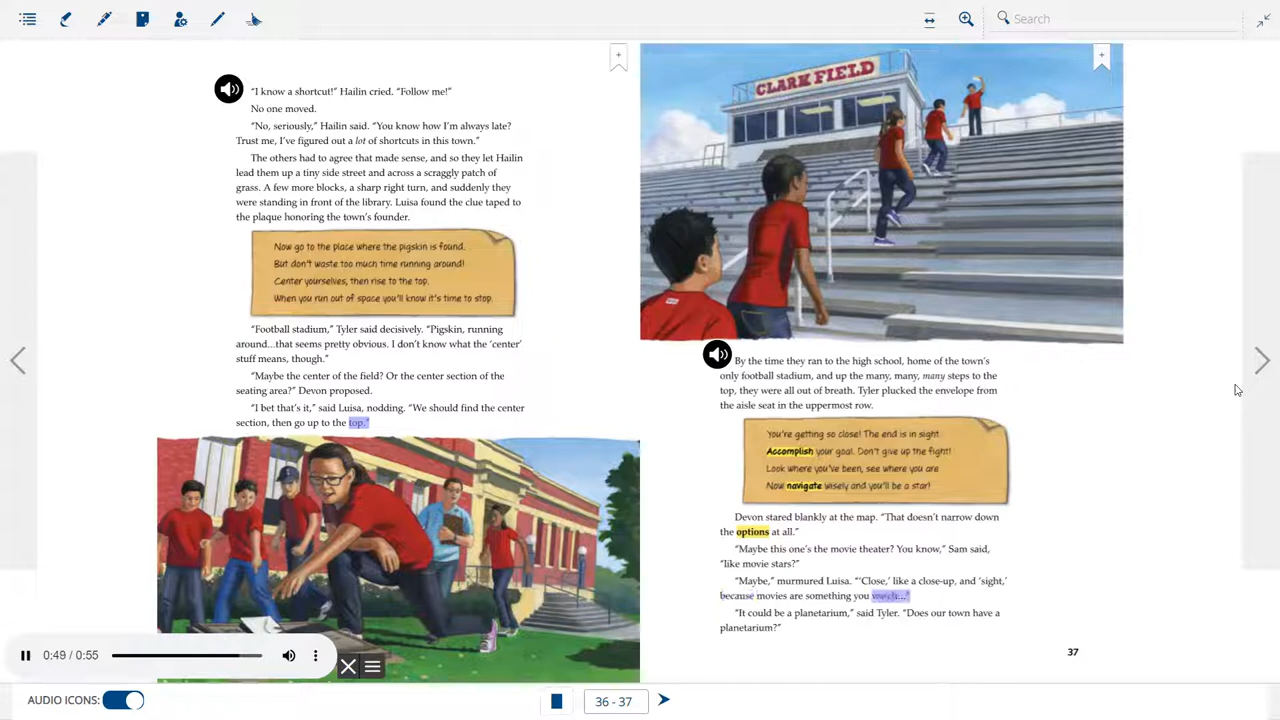 Search
"I know a shortcut!" Hailin cried. "Follow me!"
No one moved.
"No, seriously," Hailin said. "You know how I'm always late?
Trust me, I've figured out a lot of shortcuts in this town."
The others had to agree that made sense, and so they let Hailin
lead them up a tiny side street and across a scraggly patch of
grass. A few more blocks, a sharp right turn, and suddenly they
were standing in front of the library. Luisa found the clue taped to
the plaque honoring the town's founder.
Now go to the place where the pigskin is found.
But don't waste too much time running around!
Center yourselves, then rise to the top.
When you run out of space you'll know it's time to stop.
"Football stadium," Tyler said decisively. "Pigskin, running
around...that seems pretty obvious. I don't know what the 'center'
stuff means, though."
"Maybe the center of the field? Or the center section of the
seating area?" Devon proposed.
"I bet that's it," said Luisa, nodding. "We should find the center
section, then go up to the top."
CLARK FIELD
By the time they ran to the high school, home of the town's
only football stadium, and up the many, many, many steps to the
top, they were all out of breath. Tyler plucked the envelope from
the aisle seat in the uppermost row.
You're getting so close! The end is in sight
Accomplish your goal. Don't give up the fight!
Look where you've been, see where you are
Now navigate wisely and you'll be a star!
Devon stared blankly at the map. "That doesn't narrow down
the options at all."
"Maybe this one's the movie theater? You know," Sam said,
"like movie stars?"
"Maybe," murmured Luisa. "'Close,' like a close-up, and 'sight,'
because movies are something you watch..."
"It could be a planetarium," said Tyler. "Does our town have a
planetarium?"
37
0:49 / 0:55
AUDIO ICONS:
36 - 37